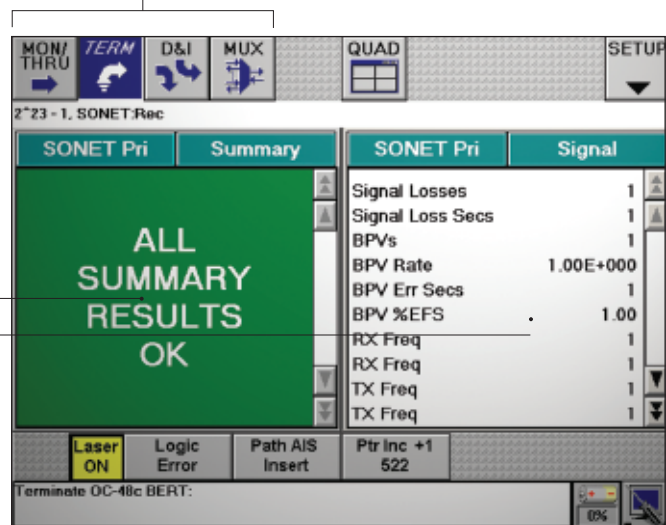 MON/ THRU TERM D&I MUX QUAD SETUP
2^23 - 1, SONET:Rec
SONET Pri Summary SONET Pri Signal
ALL
SUMMARY
RESULTS
OK
Signal Losses 1
Signal Loss Secs 1
BPVs 1
BPV Rate 1.00E+000
BPV Err Secs 1
BPV %EFS 1.00
RX Freq 1
RX Freq 1
TX Freq 1
TX Freq 1
Laser ON Logic Error Path AIS Insert Ptr Inc +1 522
Terminate OC-48c BERT:
0%